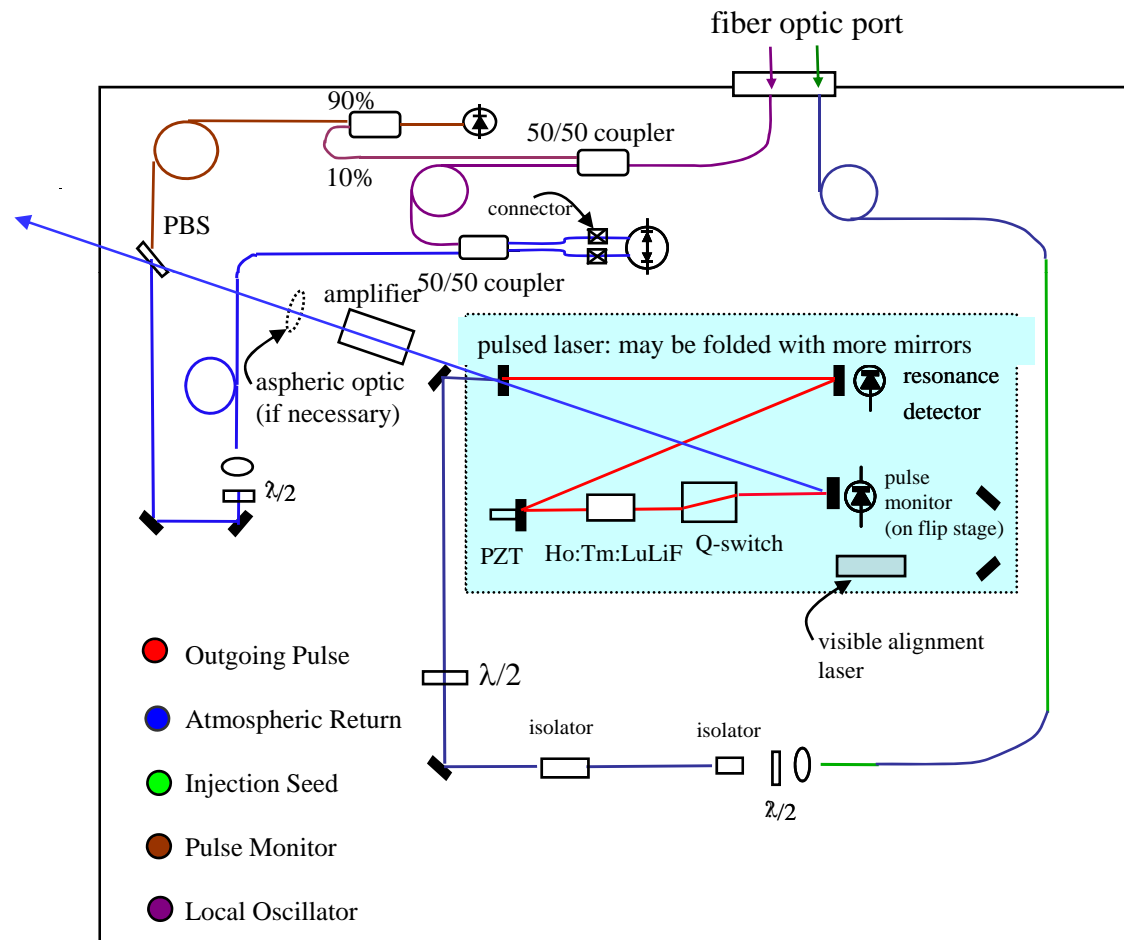 fiber optic port
90%
50/50 coupler
10%
connector
PBS
50/50 coupler
amplifier
pulsed laser: may be folded with more mirrors
aspheric optic
(if necessary)
resonance
detector
λ/2
pulse
monitor
(on flip stage)
PZT
Ho:Tm:LuLiF
Q-switch
visible alignment
laser
Outgoing Pulse
λ/2
Atmospheric Return
isolator
isolator
Injection Seed
λ/2
Pulse Monitor
Local Oscillator